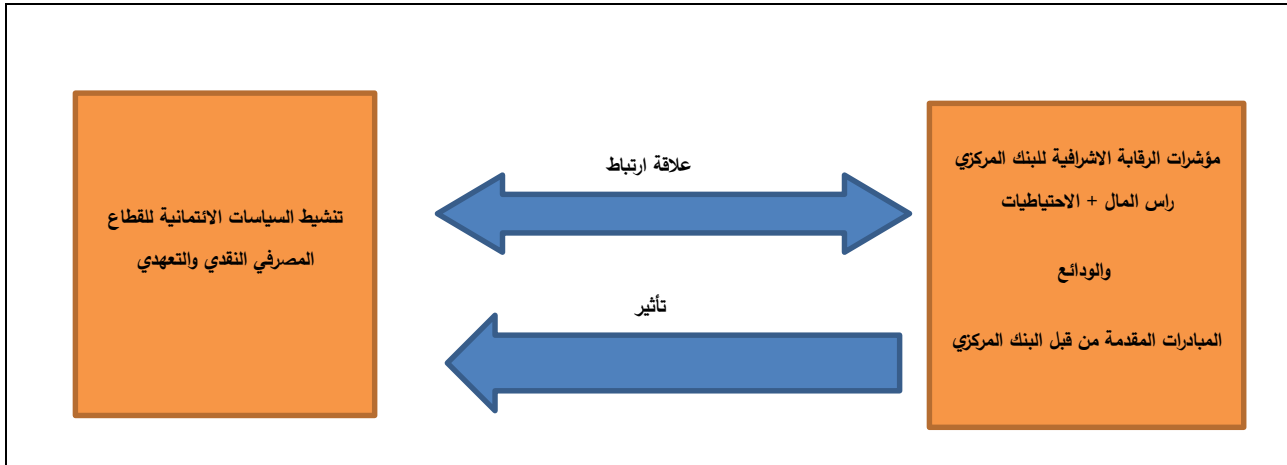 مؤشرات الرقابة الاشرافية للبنك المركزي
راس المال + الاحتياطيات
والودائع
المبادرات المقدمة من قبل البنك المركزي
علاقة ارتباط
تأثير
تنشيط السياسات الائتمانية للقطاع
المصرفي النقدي والتعهدي